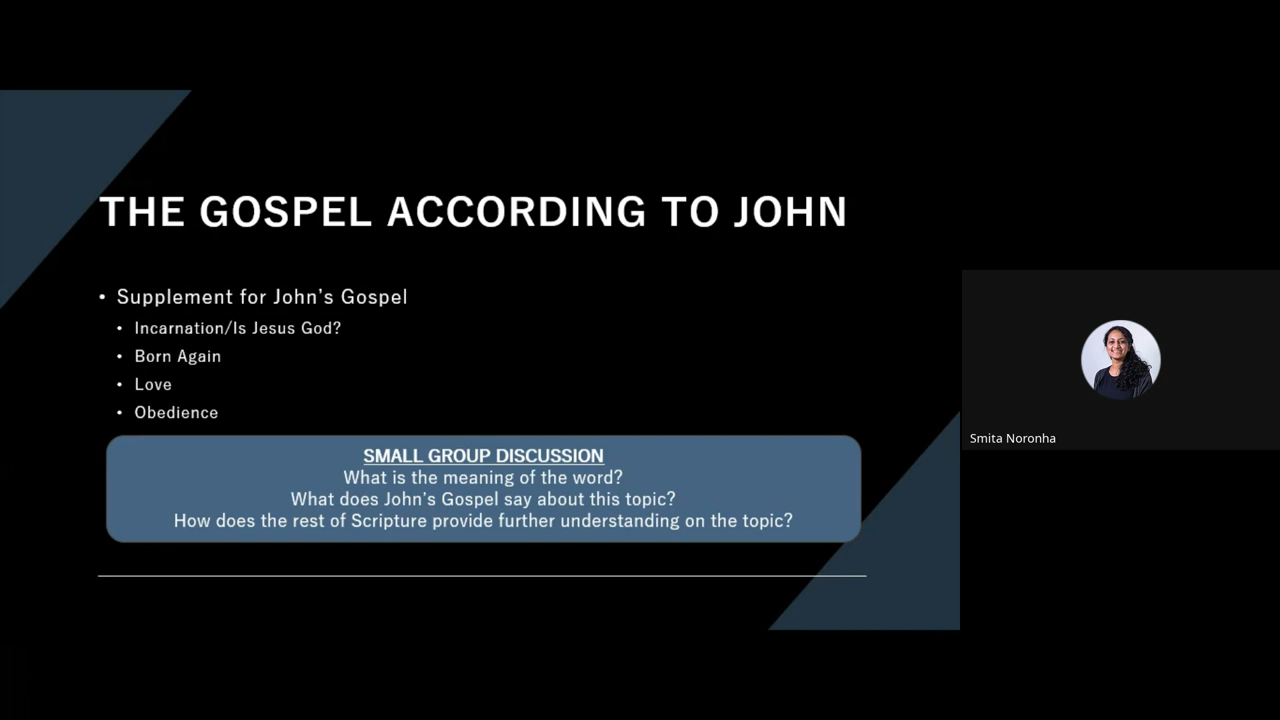 THE GOSPEL ACCORDING TO JOHN
• Supplement for John's Gospel
• Incarnation/Is Jesus God?
• Born Again
• Love
• Obedience
SMALL GROUP DISCUSSION
What is the meaning of the word?
What does John's Gospel say about this topic?
How does the rest of Scripture provide further understanding on the topic?
Smita Noronha